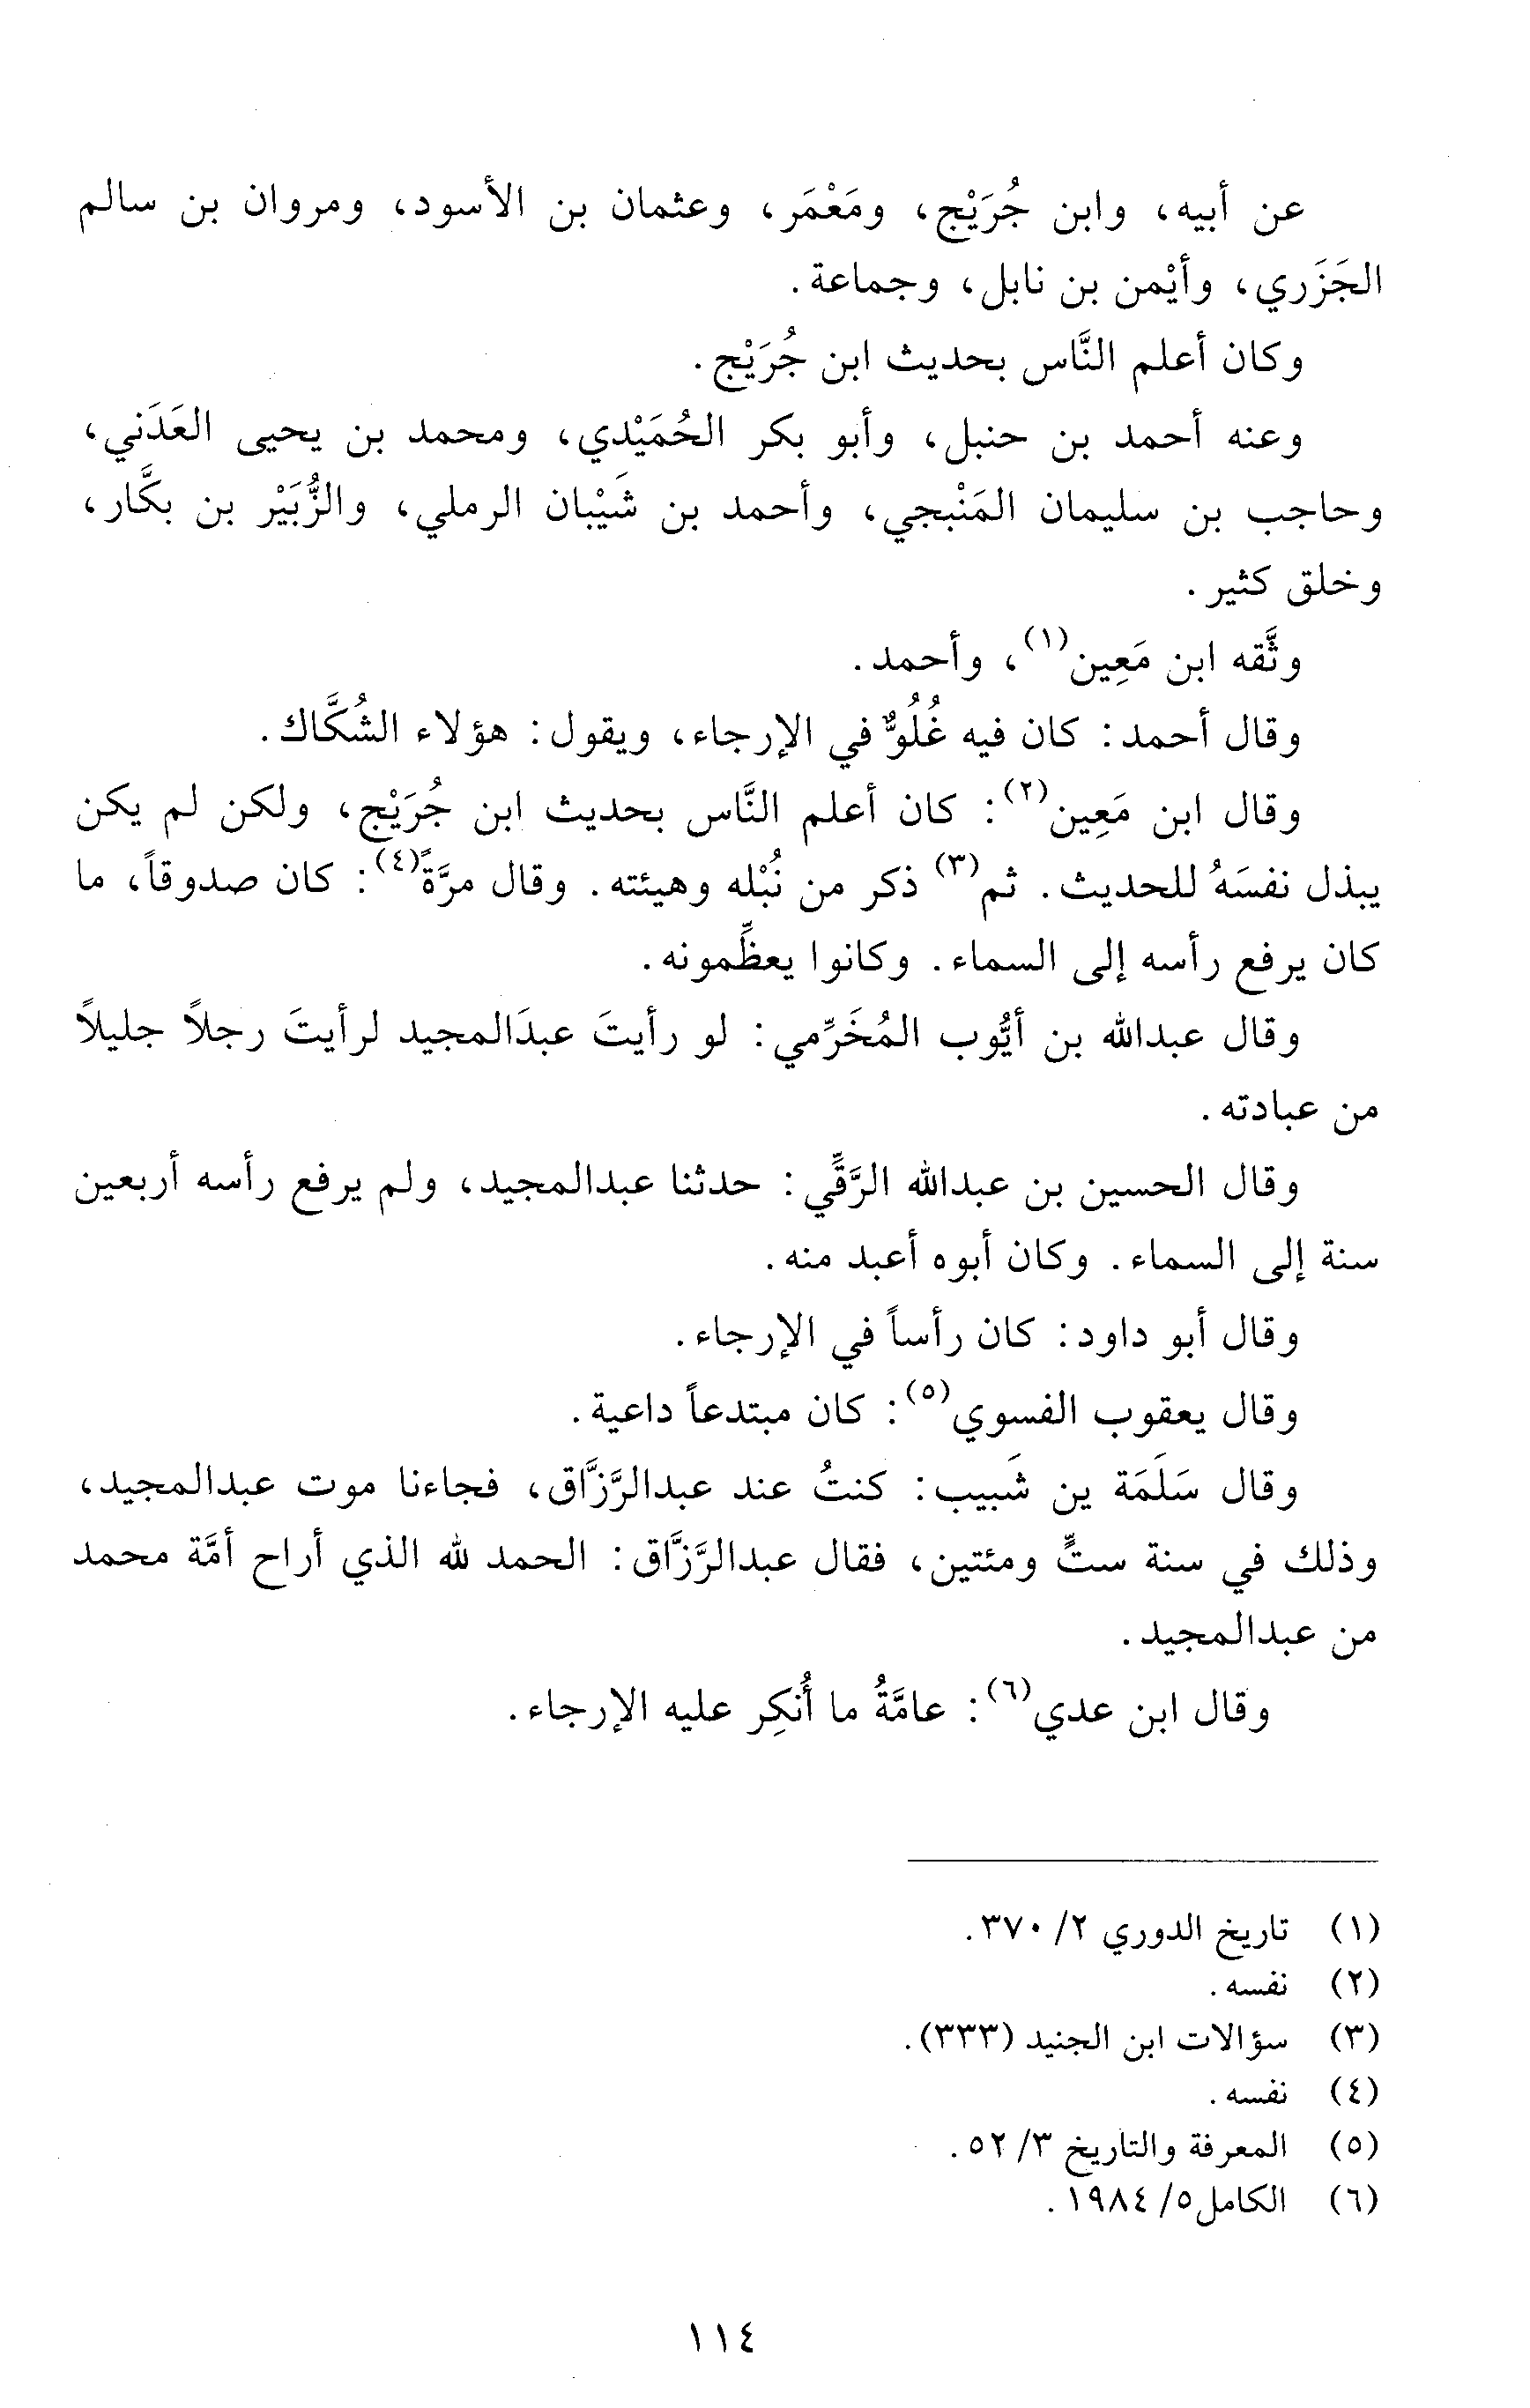 عن أبيه، وابن جُرَيْج، ومَعْمَر، وعثمان بن الأسود، ومروان بن سالم
الجَزَري، وأيْمن بن نابل، وجماعة.
وكان أعلم النَّاس بحديث ابن جُرَيْج.
وعنه أحمد بن حنبل، وأبو بكر الحُمَيْدي، ومحمد بن يحيى العَدَني،
وحاجب بن سليمان المَنْبجي، وأحمد بن شَيْبان الرملي، والزُّبَيْر بن بكَّار،
وخلق كثير.
وثَّقه ابن مَعِين(١)، وأحمد.
وقال أحمد: كان فيه غُلُوٌّ في الإرجاء، ويقول: هؤلاء الشُكَّاك.
وقال ابن مَعِين(٢): كان أعلم النَّاس بحديث ابن جُرَيْج، ولكن لم يكن
يبذل نفسَهُ للحديث. ثم(٣) ذكر من نُبْله وهيئته. وقال مرَّةً(٤): كان صدوقاً، ما
كان يرفع رأسه إلى السماء. وكانوا يعظِّمونه.
وقال عبدالله بن أيُّوب المُخَرِّمي: لو رأيتَ عبدَالمجيد لرأيتَ رجلاً جليلاً
من عبادته.
وقال الحسين بن عبدالله الرَّقِّي: حدثنا عبدالمجيد، ولم يرفع رأسه أربعين
سنة إلى السماء. وكان أبوه أعبد منه.
وقال أبو داود: كان رأساً في الإرجاء.
وقال يعقوب الفسوي(٥): كان مبتدعاً داعية.
وقال سَلَمَة ين شَبيب: كنتُ عند عبدالرَّزَّاق، فجاءنا موت عبدالمجيد،
وذلك في سنة ستٍّ ومئتين، فقال عبدالرَّزَّاق: الحمد لله الذي أراح أمَّة محمد
من عبدالمجيد.
وقال ابن عدي(٦): عامَّةُ ما أُنكِر عليه الإرجاء.
(١) تاريخ الدوري ٢/ ٣٧٠.
(٢) نفسه.
(٣) سؤالات ابن الجنيد (٣٣٣).
(٤) نفسه.
(٥) المعرفة والتاريخ ٣/ ٥٢.
(٦) الكامل٥/ ١٩٨٤.
١١٤